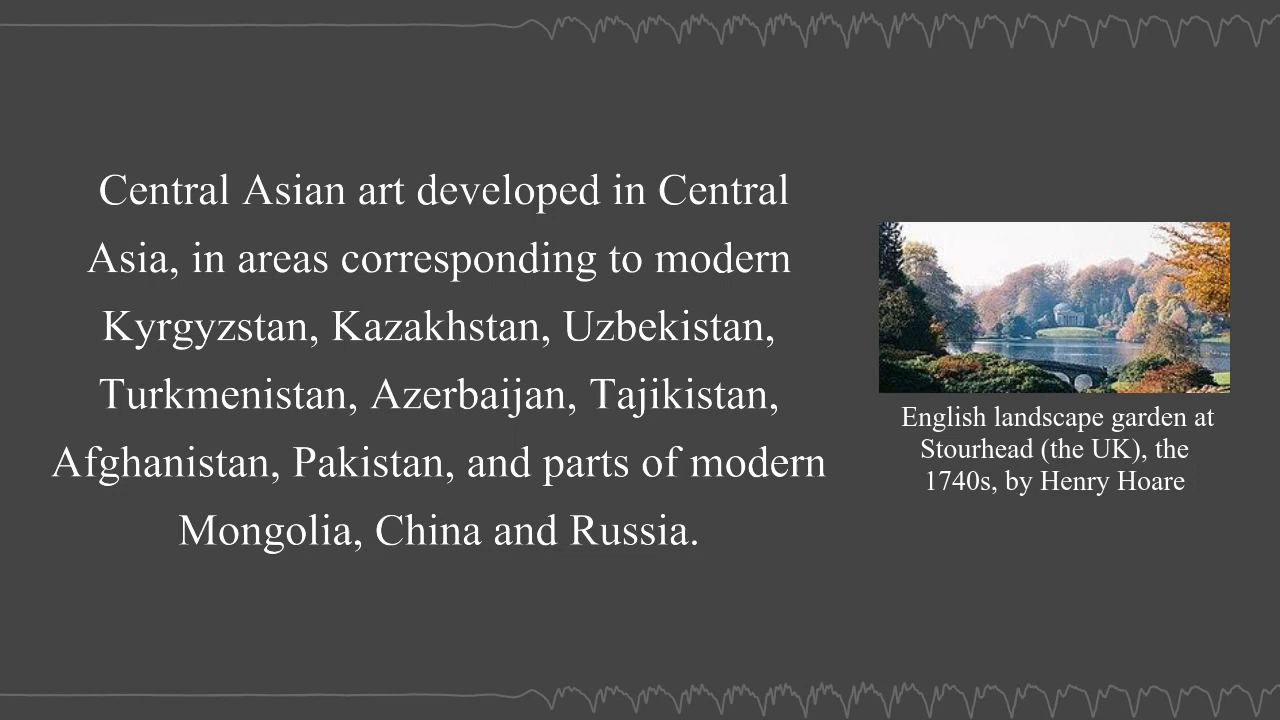 Central Asian art developed in Central
Asia, in areas corresponding to modern
Kyrgyzstan, Kazakhstan, Uzbekistan,
Turkmenistan, Azerbaijan, Tajikistan,
Afghanistan, Pakistan, and parts of modern
Mongolia, China and Russia.
English landscape garden at
Stourhead (the UK), the
1740s, by Henry Hoare